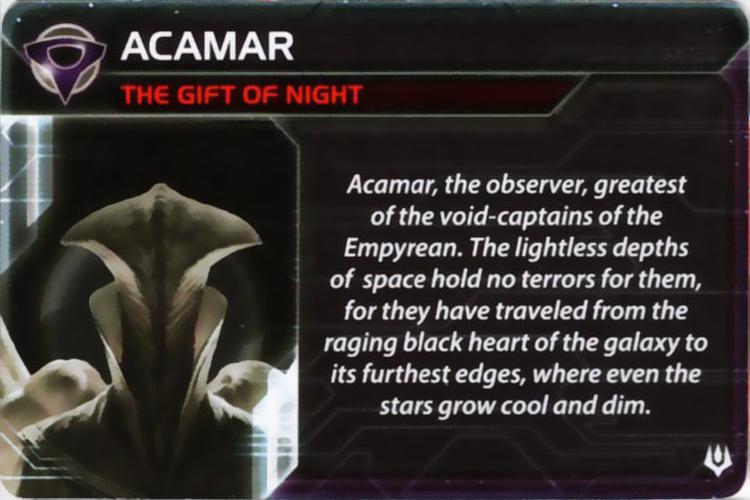 ACAMAR
THE GIFT OF NIGHT
Acamar, the observer, greatest
of the void-captains of the
Empyrean. The lightless depths
of space hold no terrors for them,
for they have traveled from the
raging black heart of the galaxy to
its furthest edges, where even the
stars grow cool and dim.